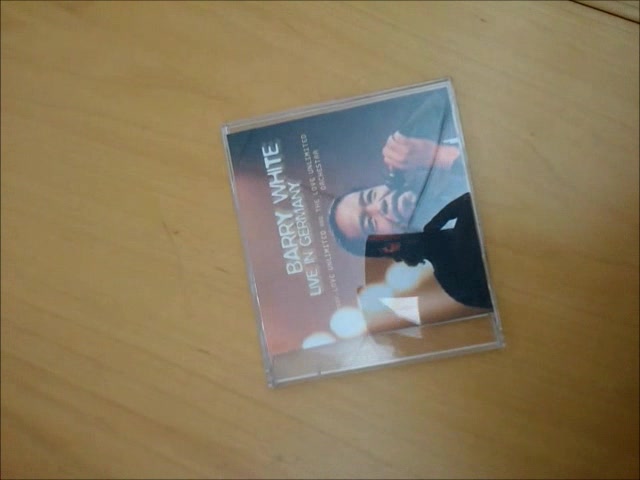 BARRY WHITE
LIVE IN GERMANY
LOVE UNLIMITED AND THE LOVE UNLIMITED
ORCHESTRA